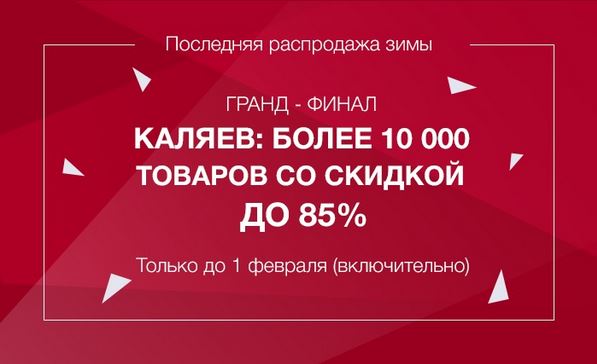 Последняя распродажа зимы
ГРАНД - ФИНАЛ
КАЛЯЕВ: БОЛЕЕ 10 000
ТОВАРОВ СО СКИДКОЙ
ДО 85%
Только до 1 февраля (включительно)